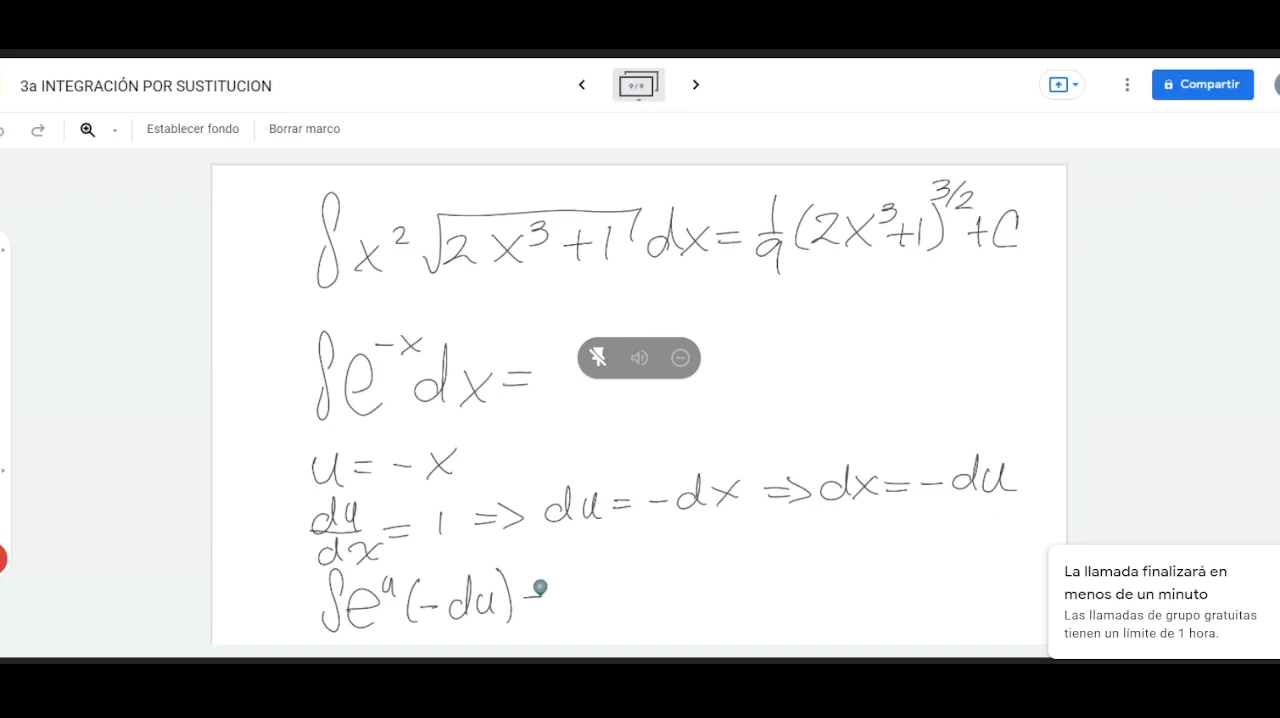 3a INTEGRACIÓN POR SUSTITUCION
9/9
Compartir
Establecer fondo
Borrar marco
∫x²√(2x³+1) dx = 1/9 (2x³+1)^(3/2) + C
∫e^(-x) dx =
u = -x
du/dx = 1 => du = -dx => dx = -du
∫e^u (-du) -
La llamada finalizará en
menos de un minuto
Las llamadas de grupo gratuitas
tienen un límite de 1 hora.